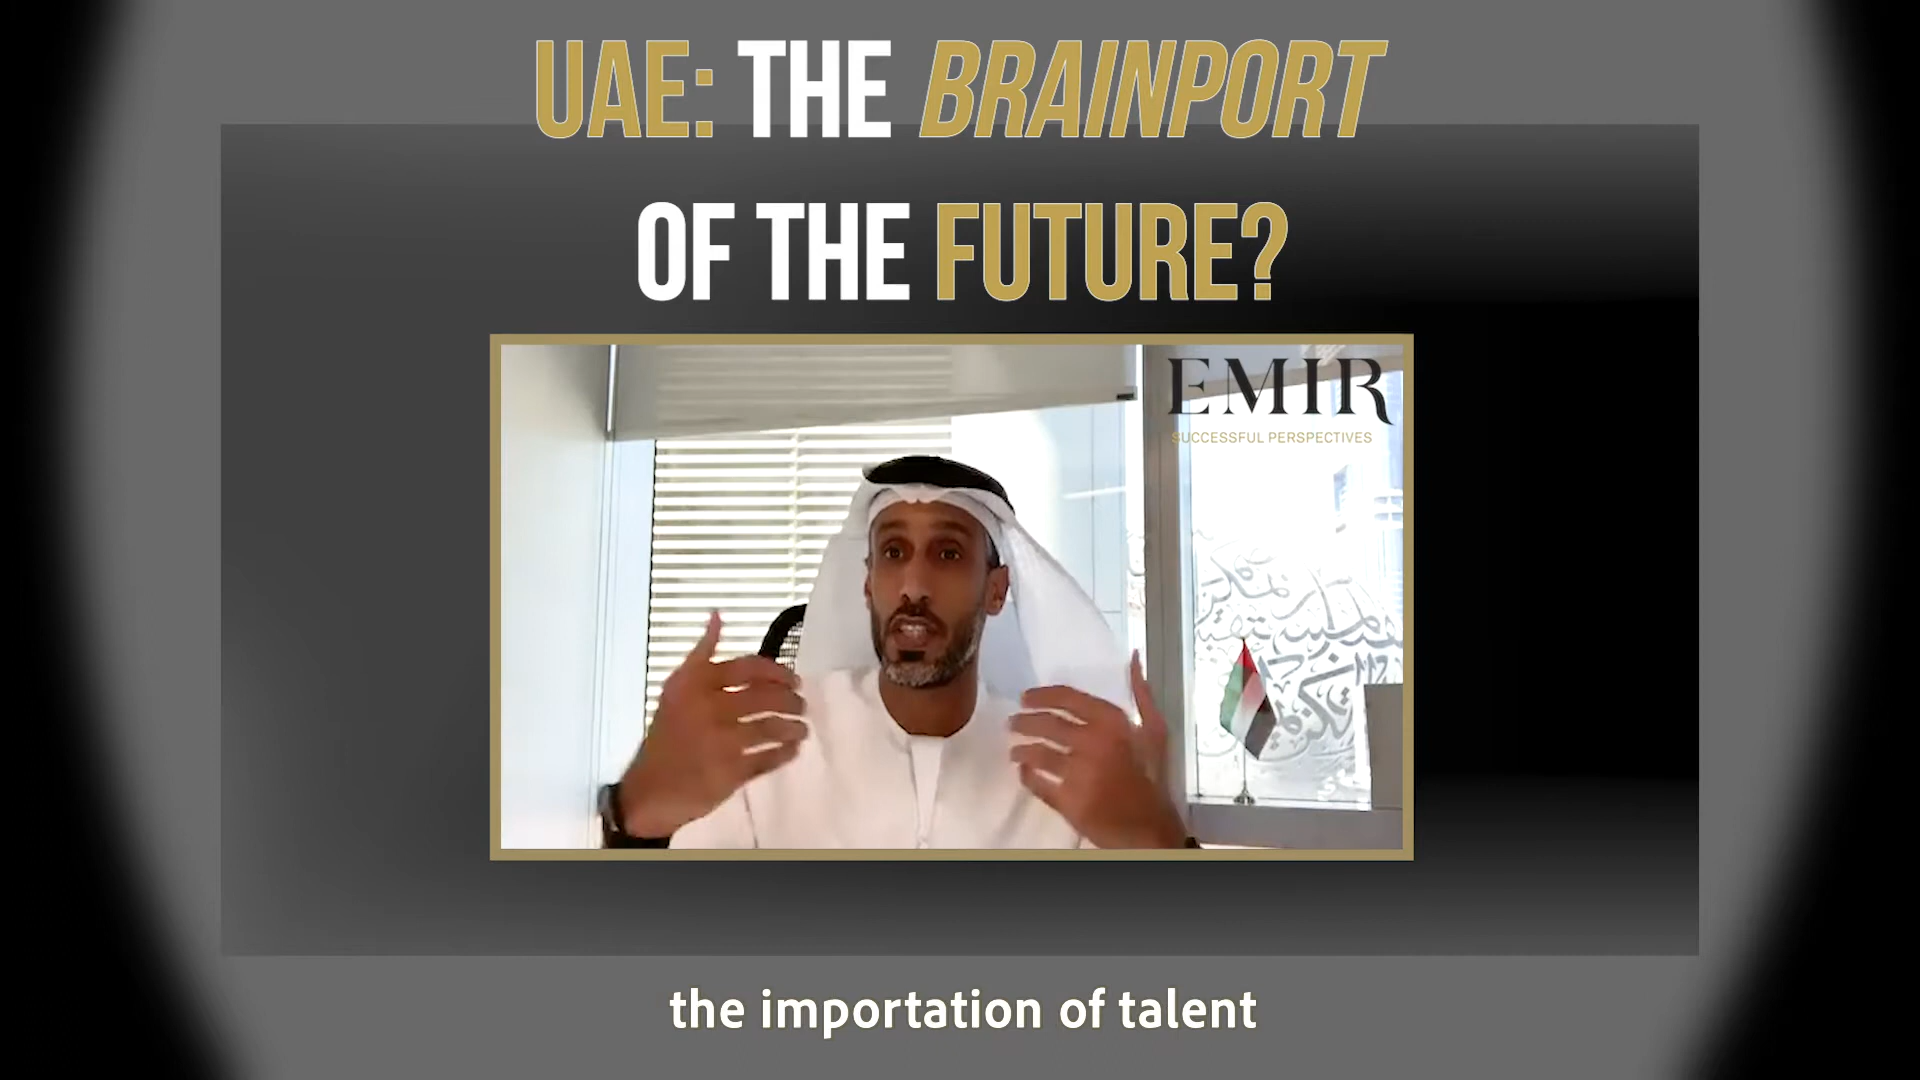 UAE: THE BRAINPORT
OF THE FUTURE?
EMIR
SUCCESSFUL PERSPECTIVES
the importation of talent